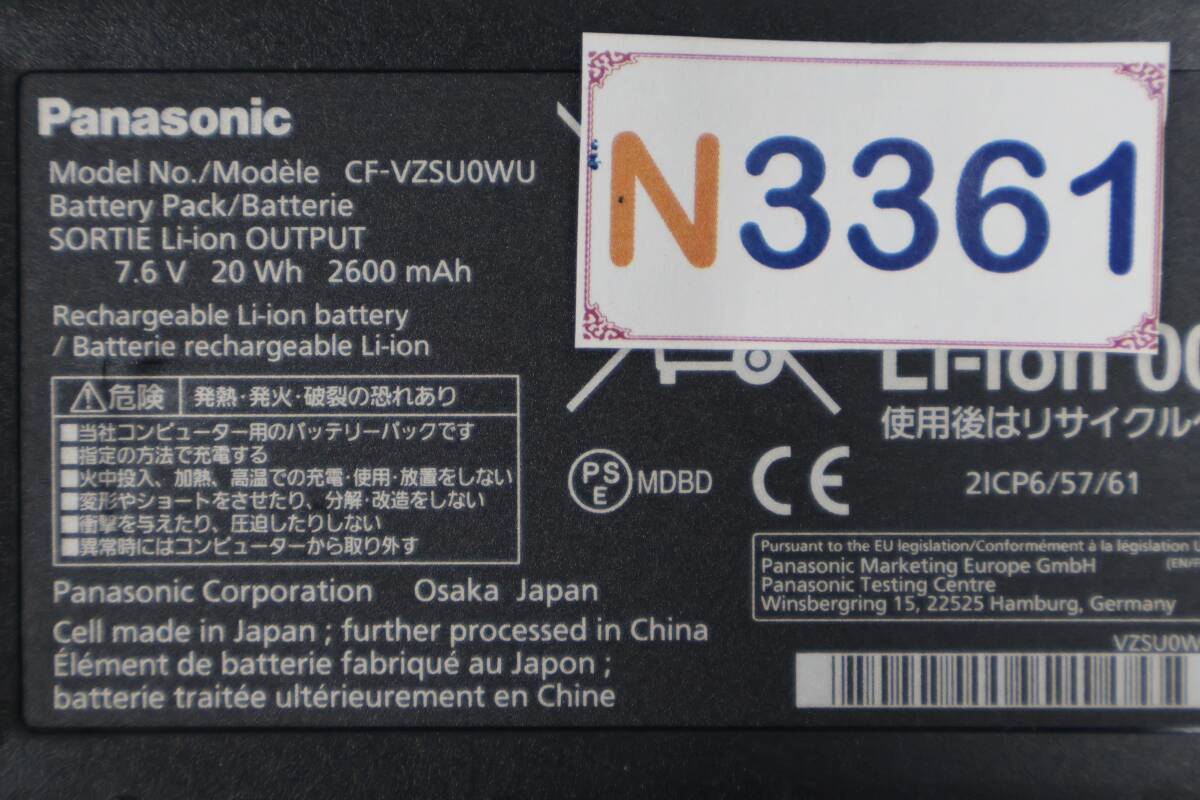 Panasonic
Model No./Modèle CF-VZSU0WU
Battery Pack/Batterie
SORTIE Li-ion OUTPUT
7.6 V 20 Wh 2600 mAh
Rechargeable Li-ion battery
/ Batterie rechargeable Li-ion
危険 発熱・発火・破裂の恐れあり
■当社コンピューター用のバッテリーパックです
■指定の方法で充電する
■火中投入、加熱、高温での充電・使用・放置をしない
■変形やショートをさせたり、分解・改造をしない
■衝撃を与えたり、圧迫したりしない
■異常時にはコンピューターから取り外す
Panasonic Corporation Osaka Japan
Cell made in Japan ; further processed in China
Élément de batterie fabriqué au Japon ;
batterie traitée ultérieurement en Chine
N3361
Li-ion 00
使用後はリサイクル
PS
E
MDBD
CE
2ICP6/57/61
Pursuant to the EU legislation/Conformément à la législation
Panasonic Marketing Europe GmbH
Panasonic Testing Centre
Winsbergring 15, 22525 Hamburg, Germany
VZSU0W